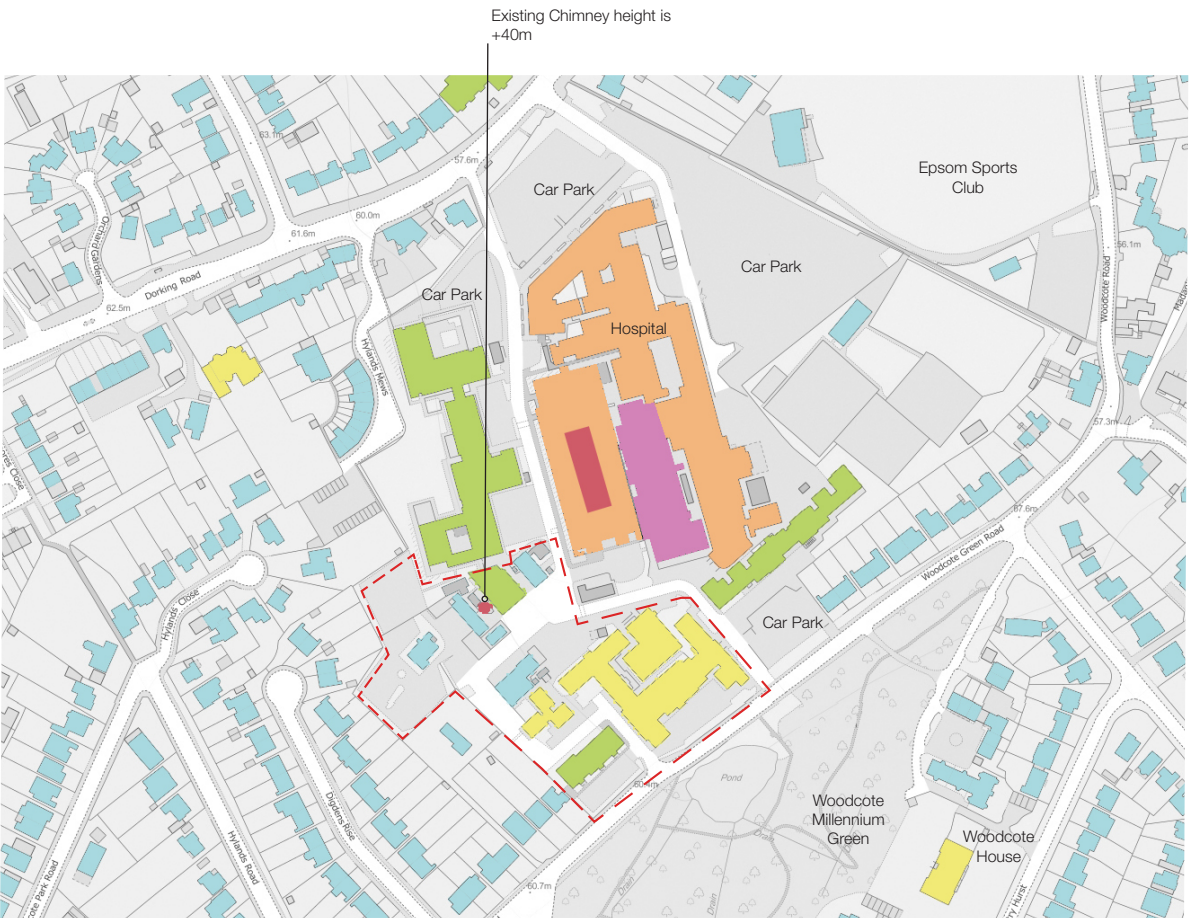 Existing Chimney height is
+40m
63.1m
57.6m
Car Park
Epsom Sports
Club
60.0m
61.6m
56.1m
Orchard Gardens
Dorking Road
Car Park
Woodcote Road
62.5m
Car Park
Hospital
Hylands Mews
57.3m
Close
57.6m
Woodcote Green Road
Hylands' Close
Car Park
60.4m
Pond
Woodcote
Millennium
Green
Woodcote
House
Digdens Rise
Hylands Road
Drain
60.7m
Drain
Drain
Park Road
Hurst